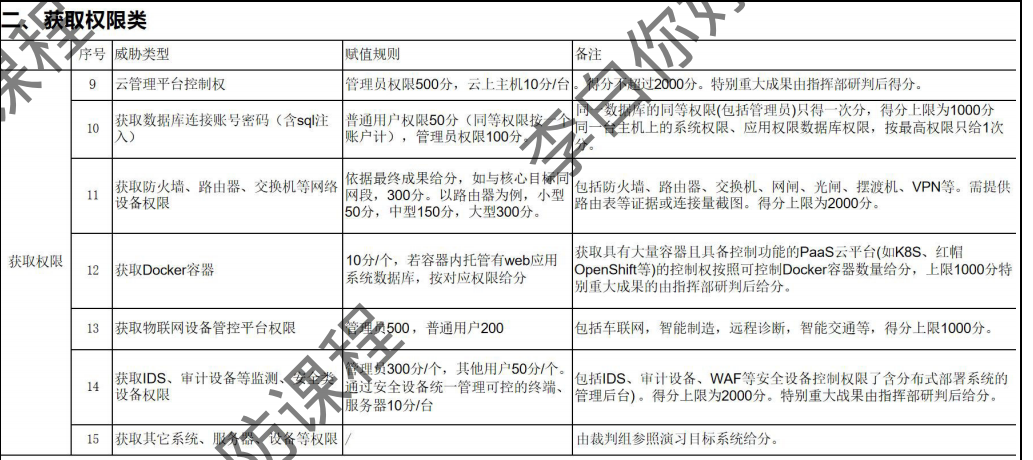 二、获取权限类
序号 威胁类型 赋值规则 备注
获取权限
9 云管理平台控制权 管理员权限500分，云上主机10分/台 。得分不超过2000分。特别重大成果由指挥部研判后得分。
10 获取数据库连接账号密码（含sql注
入） 普通用户权限50分（同等权限按一个
账户计），管理员权限100分。 同一数据库的同等权限(包括管理员)只得一次分，得分上限为1000分
同一台主机上的系统权限、应用权限数据库权限，按最高权限只给1次
分。
11 获取防火墙、路由器、交换机等网络
设备权限 依据最终成果给分，如与核心目标同
网段，300分。以路由器为例，小型
50分，中型150分，大型300分。 包括防火墙、路由器、交换机、网闸、光闸、摆渡机、VPN等。需提供
路由表等证据或连接量截图。得分上限为2000分。
12 获取Docker容器 10分/个，若容器内托管有web应用
系统数据库，按对应权限给分 获取具有大量容器且具备控制功能的PaaS云平台(如K8S、红帽
OpenShift等)的控制权按照可控制Docker容器数量给分，上限1000分特
别重大成果的由指挥部研判后给分。
13 获取物联网设备管控平台权限 管理员500，普通用户200 包括车联网，智能制造，远程诊断，智能交通等，得分上限1000分。
14 获取IDS、审计设备等监测、安全类
设备权限 管理员300分/个，其他用户50分/个。
通过安全设备统一管理可控的终端、
服务器10分/台 包括IDS、审计设备、WAF等安全设备控制权限了含分布式部署系统的
管理后台）。得分上限为2000分。特别重大战果由指挥部研判后给分。
15 获取其它系统、服务器、设备等权限 / 由裁判组参照演习目标系统给分。
李白你好
防课程
课程